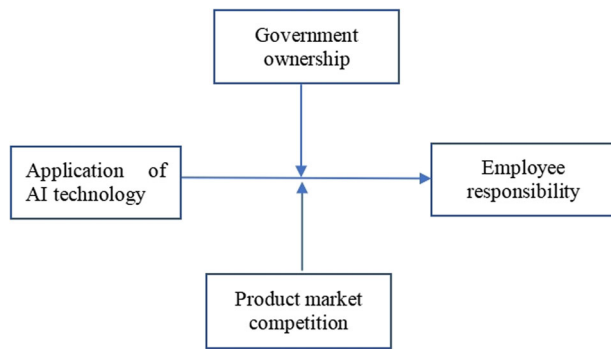 Government
ownership
Application of
AI technology
Employee
responsibility
Product market
competition